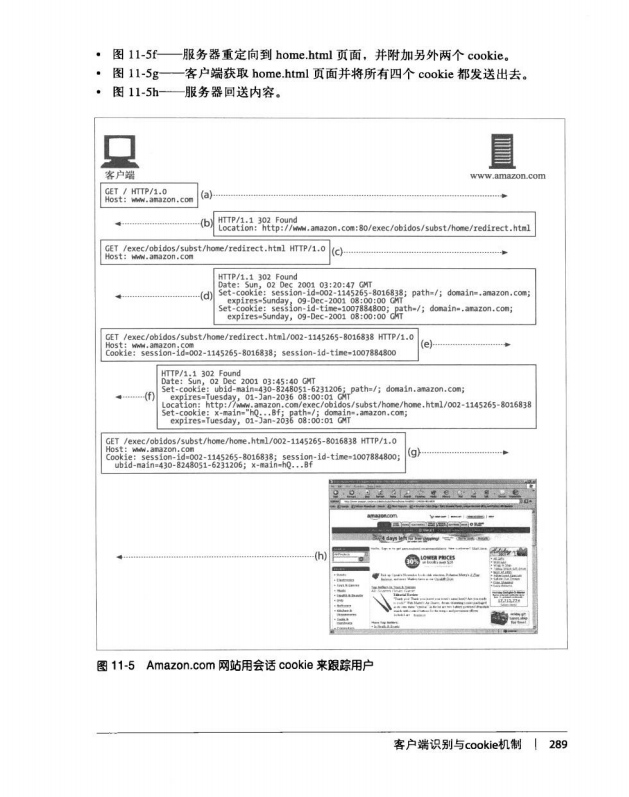 • 图 11-5f——服务器重定向到 home.html 页面，并附加另外两个 cookie。
• 图 11-5g——客户端获取 home.html 页面并将所有四个 cookie 都发送出去。
• 图 11-5h——服务器回送内容。
客户端
www.amazon.com
GET / HTTP/1.0
Host: www.amazon.com
(a)
(b)
HTTP/1.1 302 Found
Location: http://www.amazon.com:80/exec/obidos/subst/home/redirect.html
GET /exec/obidos/subst/home/redirect.html HTTP/1.0
Host: www.amazon.com
(c)
(d)
HTTP/1.1 302 Found
Date: Sun, 02 Dec 2001 03:20:47 GMT
Set-cookie: session-id=002-1145265-8016838; path=/; domain=.amazon.com;
expires=Sunday, 09-Dec-2001 08:00:00 GMT
Set-cookie: session-id-time=1007884800; path=/; domain=.amazon.com;
expires=Sunday, 09-Dec-2001 08:00:00 GMT
GET /exec/obidos/subst/home/redirect.html/002-1145265-8016838 HTTP/1.0
Host: www.amazon.com
Cookie: session-id=002-1145265-8016838; session-id-time=1007884800
(e)
(f)
HTTP/1.1 302 Found
Date: Sun, 02 Dec 2001 03:45:40 GMT
Set-cookie: ubid-main=430-8248051-6231206; path=/; domain.amazon.com;
expires=Tuesday, 01-Jan-2036 08:00:01 GMT
Location: http://www.amazon.com/exec/obidos/subst/home/home.html/002-1145265-8016838
Set-cookie: x-main="hQ...Bf; path=/; domain=.amazon.com;
expires=Tuesday, 01-Jan-2036 08:00:01 GMT
GET /exec/obidos/subst/home/home.html/002-1145265-8016838 HTTP/1.0
Host: www.amazon.com
Cookie: session-id=002-1145265-8016838; session-id-time=1007884800;
ubid-main=430-8248051-6231206; x-main=hQ...Bf
(g)
(h)
amazon.com
4 days left for free shipping!
30%
LOWER PRICES
图 11-5 Amazon.com 网站用会话 cookie 来跟踪用户
客户端识别与cookie机制 | 289